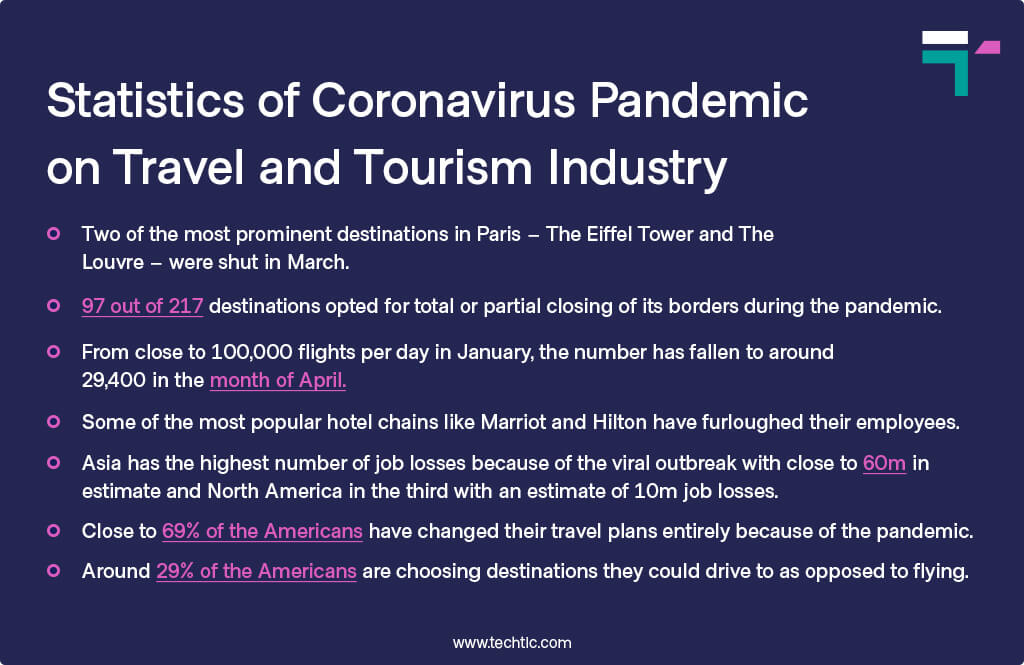 Statistics of Coronavirus Pandemic
on Travel and Tourism Industry
Two of the most prominent destinations in Paris – The Eiffel Tower and The
Louvre – were shut in March.
97 out of 217 destinations opted for total or partial closing of its borders during the pandemic.
From close to 100,000 flights per day in January, the number has fallen to around
29,400 in the month of April.
Some of the most popular hotel chains like Marriot and Hilton have furloughed their employees.
Asia has the highest number of job losses because of the viral outbreak with close to 60m in
estimate and North America in the third with an estimate of 10m job losses.
Close to 69% of the Americans have changed their travel plans entirely because of the pandemic.
Around 29% of the Americans are choosing destinations they could drive to as opposed to flying.
www.techtic.com